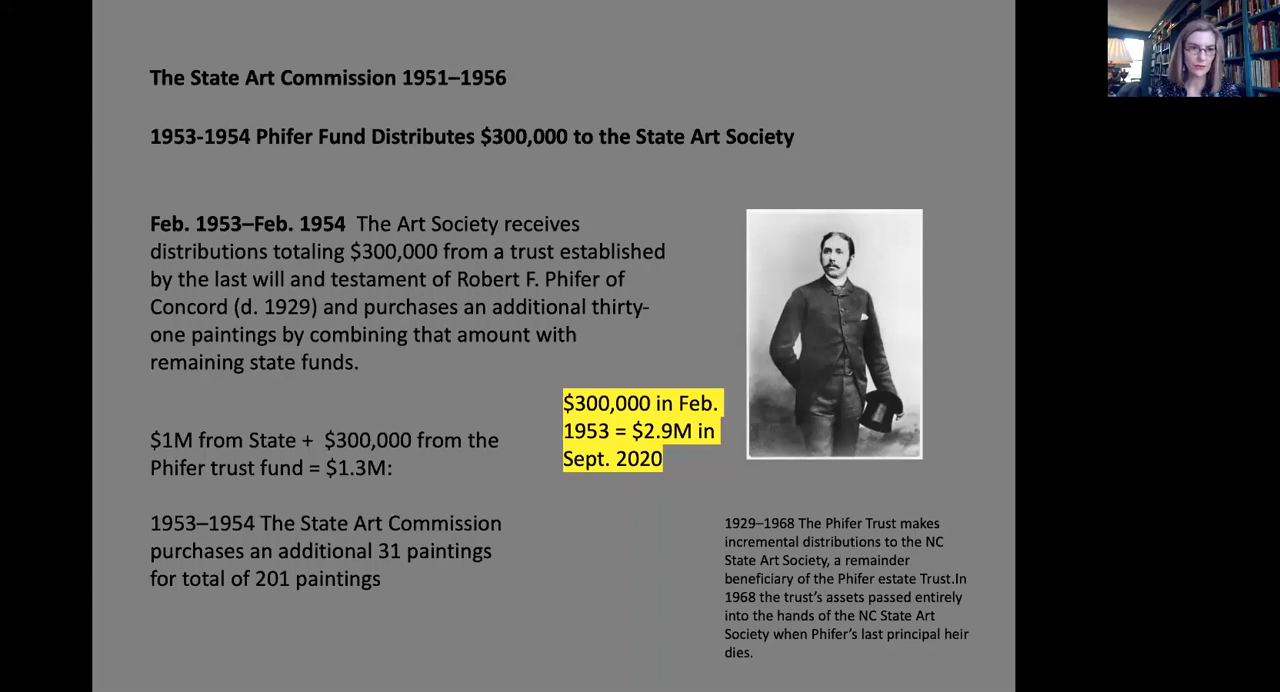 The State Art Commission 1951–1956
1953-1954 Phifer Fund Distributes $300,000 to the State Art Society
Feb. 1953–Feb. 1954  The Art Society receives
distributions totaling $300,000 from a trust established
by the last will and testament of Robert F. Phifer of
Concord (d. 1929) and purchases an additional thirty-
one paintings by combining that amount with
remaining state funds.
$300,000 in Feb.
1953 = $2.9M in
Sept. 2020
$1M from State +  $300,000 from the
Phifer trust fund = $1.3M:
1953–1954 The State Art Commission
purchases an additional 31 paintings
for total of 201 paintings
1929–1968 The Phifer Trust makes
incremental distributions to the NC
State Art Society, a remainder
beneficiary of the Phifer estate Trust.In
1968 the trust’s assets passed entirely
into the hands of the NC State Art
Society when Phifer’s last principal heir
dies.